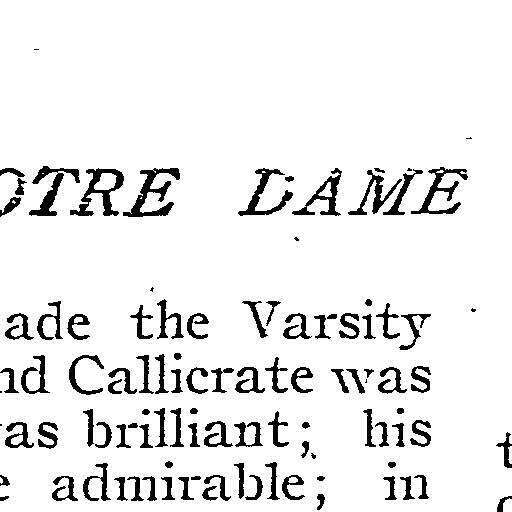 OTRE DAME
ade the Varsity
nd Callicrate was
as brilliant; his
e admirable; in